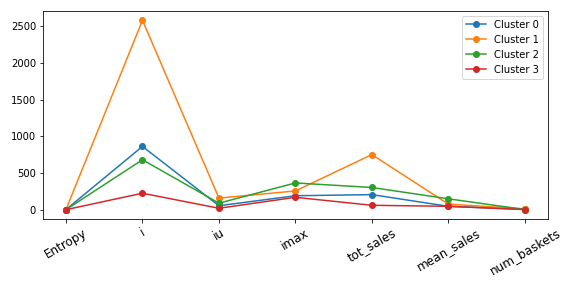 2500
2000
1500
1000
500
0
Cluster 0
Cluster 1
Cluster 2
Cluster 3
Entropy
i
iu
imax
tot_sales
mean_sales
num_baskets